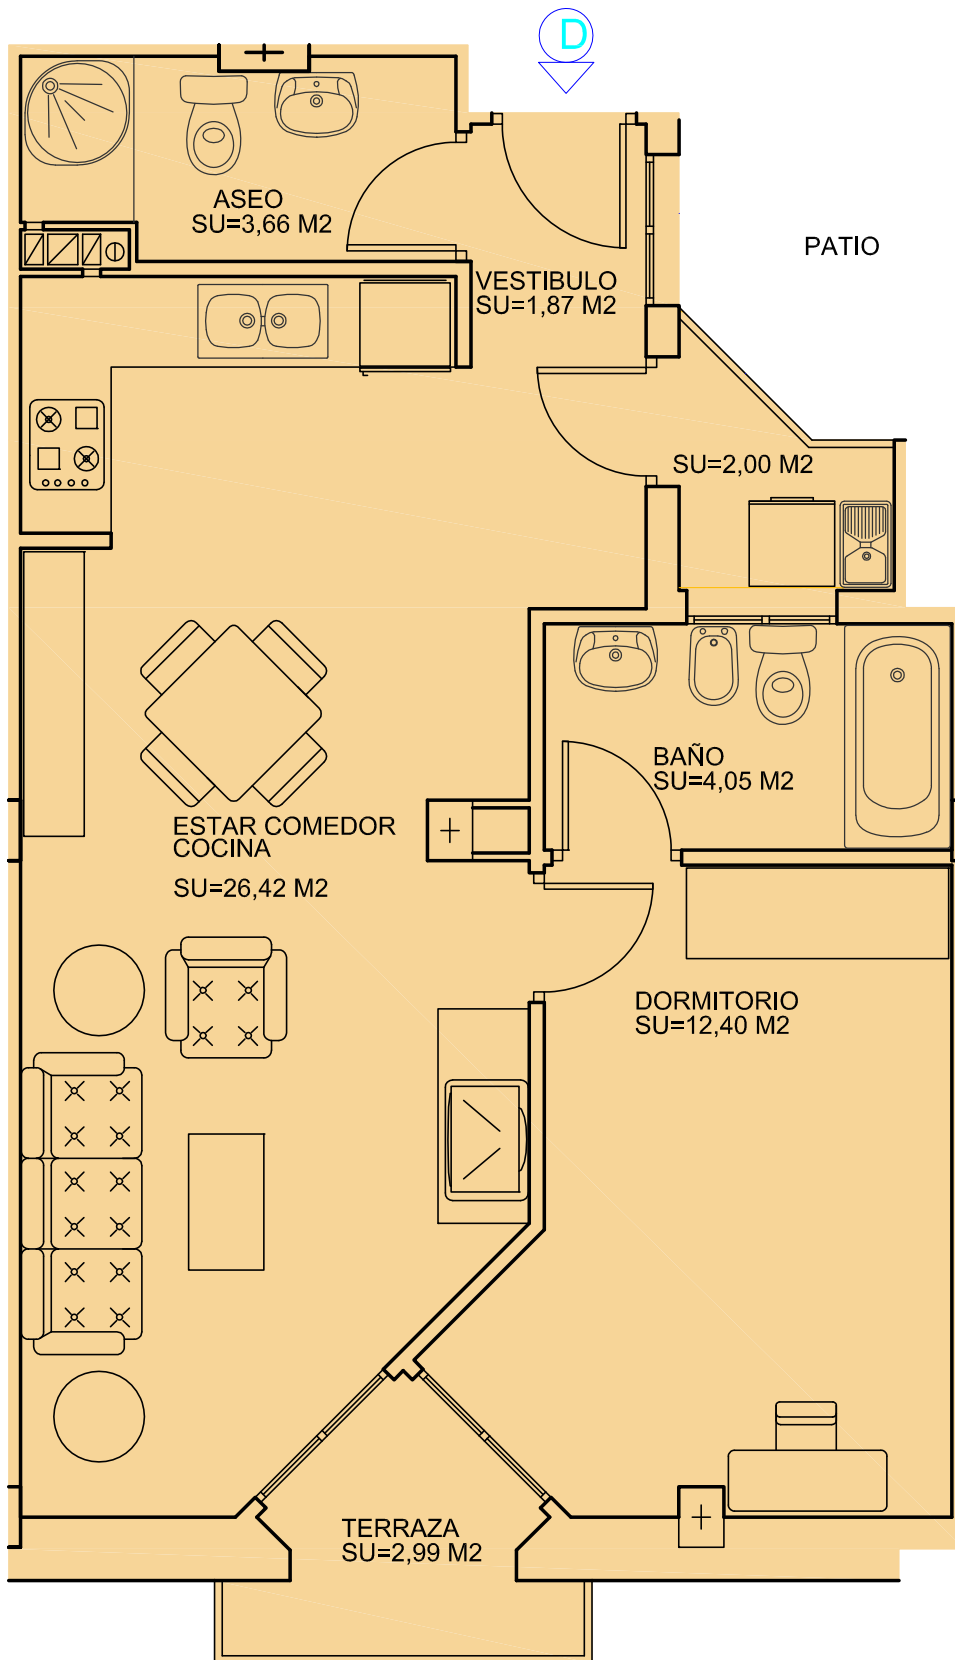 D
ASEO
SU=3,66 M2
PATIO
VESTIBULO
SU=1,87 M2
SU=2,00 M2
BAÑO
SU=4,05 M2
ESTAR COMEDOR
COCINA
SU=26,42 M2
DORMITORIO
SU=12,40 M2
TERRAZA
SU=2,99 M2